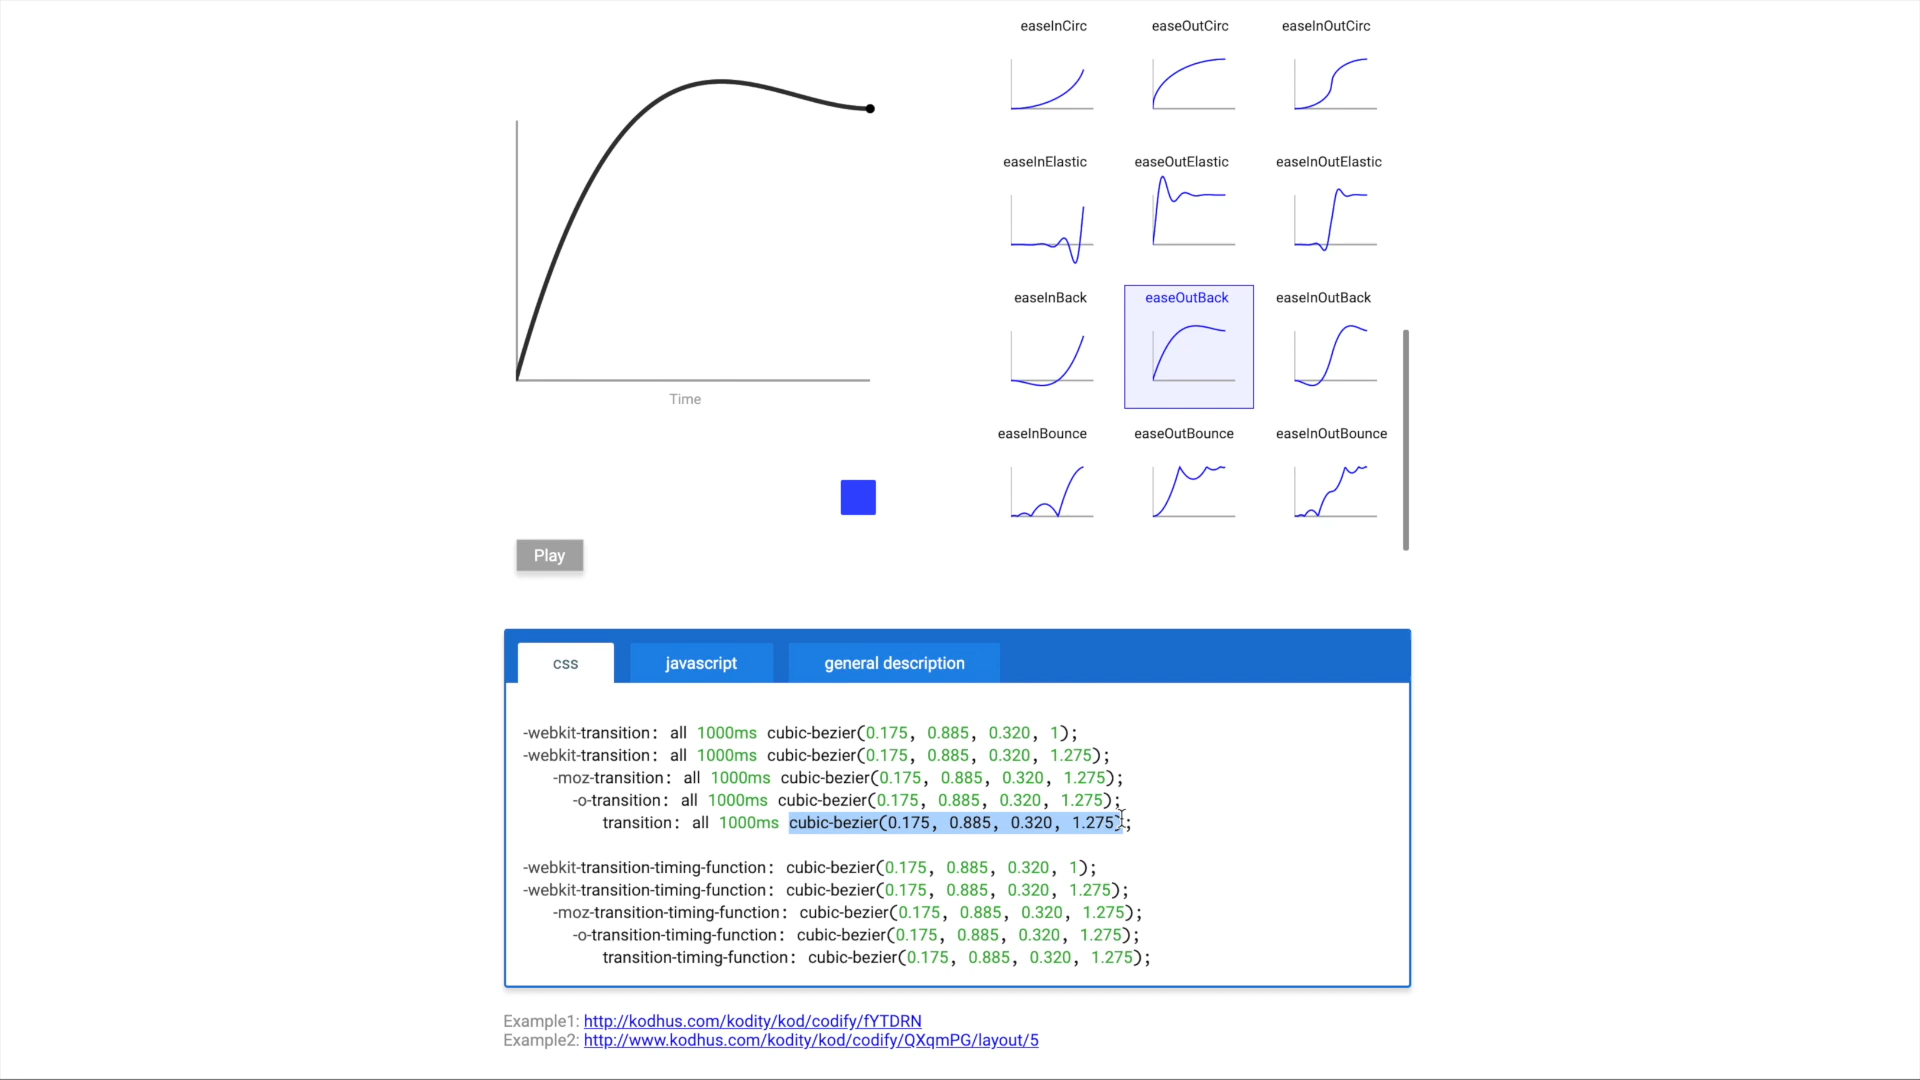 easeInCirc easeOutCirc easeInOutCirc
easeInElastic easeOutElastic easeInOutElastic
easeInBack easeOutBack easeInOutBack
easeInBounce easeOutBounce easeInOutBounce
Time
Play
css javascript general description
-webkit-transition: all 1000ms cubic-bezier(0.175, 0.885, 0.320, 1);
-webkit-transition: all 1000ms cubic-bezier(0.175, 0.885, 0.320, 1.275);
-moz-transition: all 1000ms cubic-bezier(0.175, 0.885, 0.320, 1.275);
-o-transition: all 1000ms cubic-bezier(0.175, 0.885, 0.320, 1.275);
transition: all 1000ms cubic-bezier(0.175, 0.885, 0.320, 1.275);
-webkit-transition-timing-function: cubic-bezier(0.175, 0.885, 0.320, 1);
-webkit-transition-timing-function: cubic-bezier(0.175, 0.885, 0.320, 1.275);
-moz-transition-timing-function: cubic-bezier(0.175, 0.885, 0.320, 1.275);
-o-transition-timing-function: cubic-bezier(0.175, 0.885, 0.320, 1.275);
transition-timing-function: cubic-bezier(0.175, 0.885, 0.320, 1.275);
Example1: http://kodhus.com/kodity/kod/codify/fYTDRN
Example2: http://www.kodhus.com/kodity/kod/codify/QXqmPG/layout/5